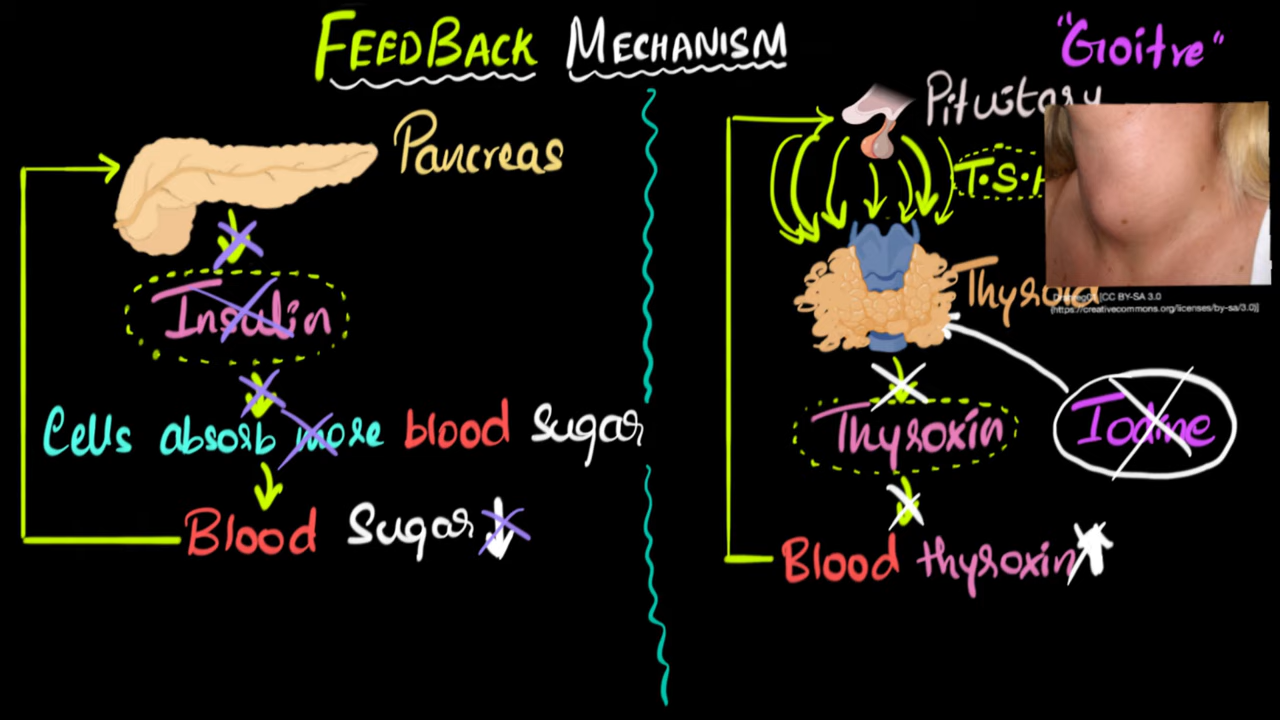 FEEDBACK MECHANISM
"Goitre"
Pancreas
Insulin
Cells absorb more blood sugar
Blood Sugar
Pituitary
T.S.H
Thyroid
[CC BY-SA 3.0
(https://creativecommons.org/licenses/by-sa/3.0)]
Thyroxin
Iodine
Blood thyroxin